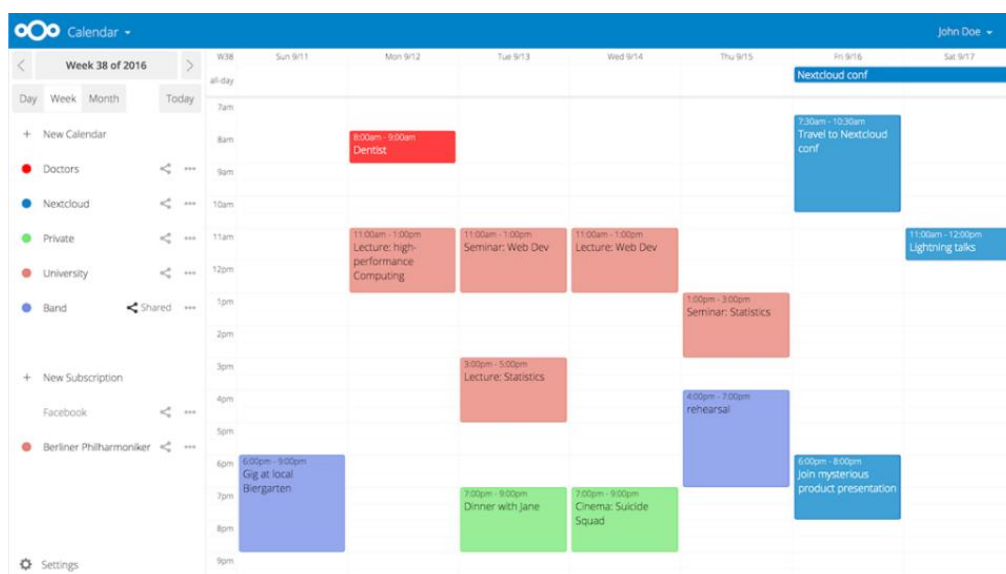 Calendar
John Doe
Week 38 of 2016
Day Week Month Today
+ New Calendar
Doctors
Nextcloud
Private
University
Band Shared
+ New Subscription
Facebook
Berliner Philharmoniker
Settings
W38 Sun 9/11 Mon 9/12 Tue 9/13 Wed 9/14 Thu 9/15 Fri 9/16 Sat 9/17
all-day
Nextcloud conf
7am
7:30am - 10:30am
Travel to Nextcloud
conf
8am
8:00am - 9:00am
Dentist
9am
10am
11am
11:00am - 1:00pm
Lecture: high-
performance
Computing
11:00am - 1:00pm
Seminar: Web Dev
11:00am - 1:00pm
Lecture: Web Dev
11:00am - 12:00pm
Lightning talks
12pm
1pm
1:00pm - 3:00pm
Seminar: Statistics
2pm
3pm
3:00pm - 5:00pm
Lecture: Statistics
4pm
4:00pm - 7:00pm
rehearsal
5pm
6pm
6:00pm - 9:00pm
Gig at local
Biergarten
6:00pm - 8:00pm
Join mysterious
product presentation
7pm
7:00pm - 9:00pm
Dinner with Jane
7:00pm - 9:00pm
Cinema: Suicide
Squad
8pm
9pm